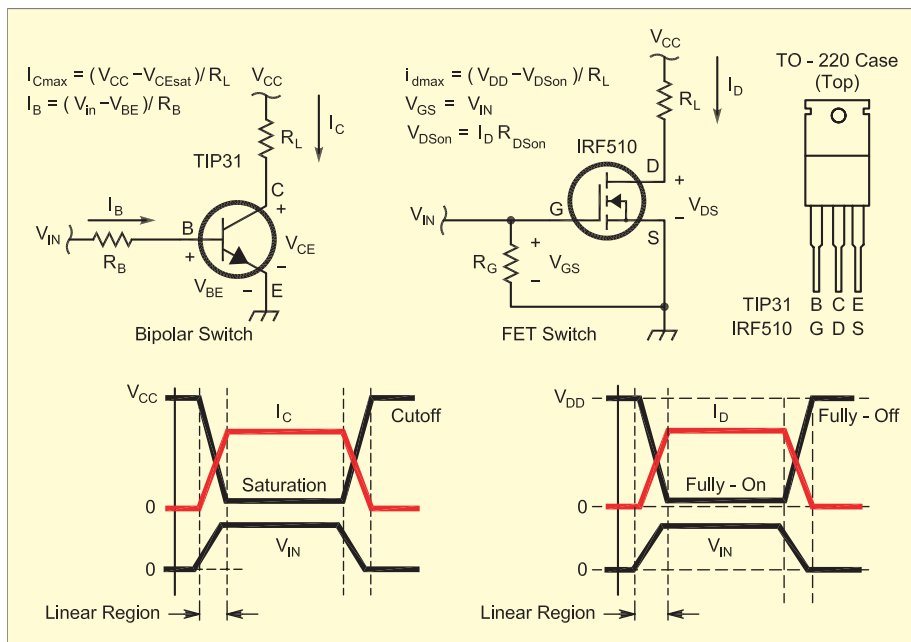 I_Cmax = (V_CC – V_CEsat) / R_L
I_B = (V_in – V_BE) / R_B
V_CC
I_C
R_L
TIP31
C
+
I_B
V_IN
B
R_B
+
V_CE
–
V_BE
–
E
Bipolar Switch
i_dmax = (V_DD – V_DSon) / R_L
V_GS = V_IN
V_DSon = I_D R_DSon
V_CC
I_D
R_L
IRF510
D
+
V_DS
–
V_IN
G
S
R_G
+
V_GS
–
FET Switch
TO - 220 Case
(Top)
TIP31 B C E
IRF510 G D S
V_CC
I_C
Cutoff
Saturation
0
V_IN
0
Linear Region
V_DD
I_D
Fully - Off
Fully - On
0
V_IN
0
Linear Region